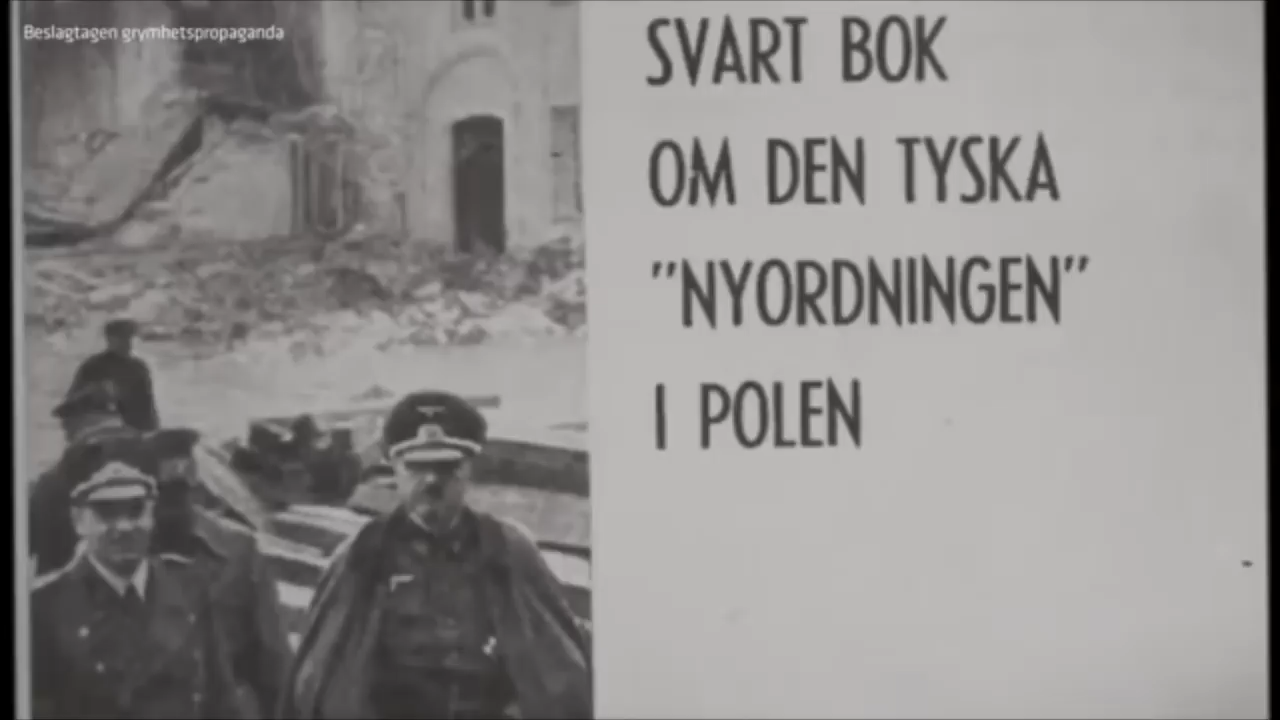 Beslagtagen grymhetspropaganda
SVART BOK
OM DEN TYSKA
"NYORDNINGEN"
I POLEN